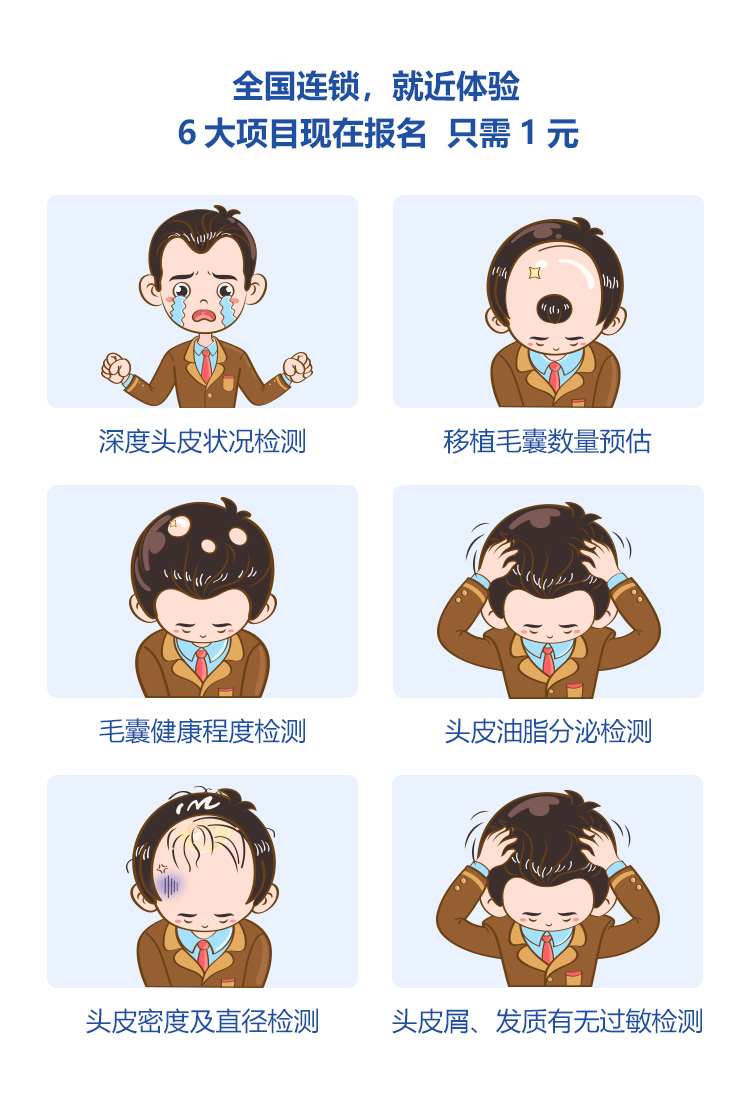 全国连锁，就近体验
6大项目现在报名 只需1元
深度头皮状况检测
移植毛囊数量预估
毛囊健康程度检测
头皮油脂分泌检测
头皮密度及直径检测
头皮屑、发质有无过敏检测